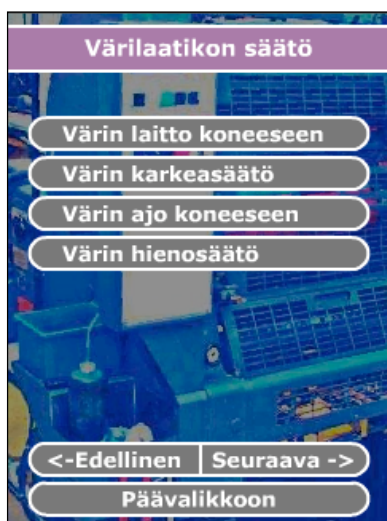 Värilaatikon säätö
Värin laitto koneeseen
Värin karkeasäätö
Värin ajo koneeseen
Värin hienosäätö
<-Edellinen | Seuraava ->
Päävalikkoon